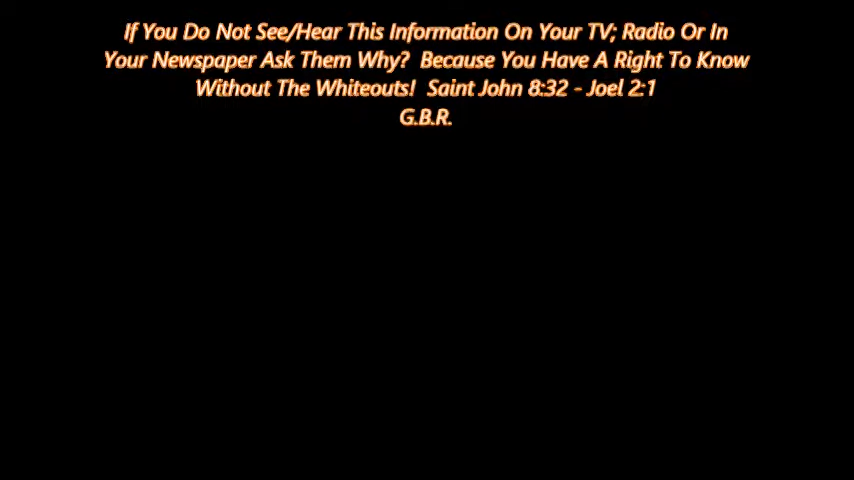 If You Do Not See/Hear This Information On Your TV; Radio Or In
Your Newspaper Ask Them Why?  Because You Have A Right To Know
Without The Whiteouts!  Saint John 8:32 - Joel 2:1
G.B.R.